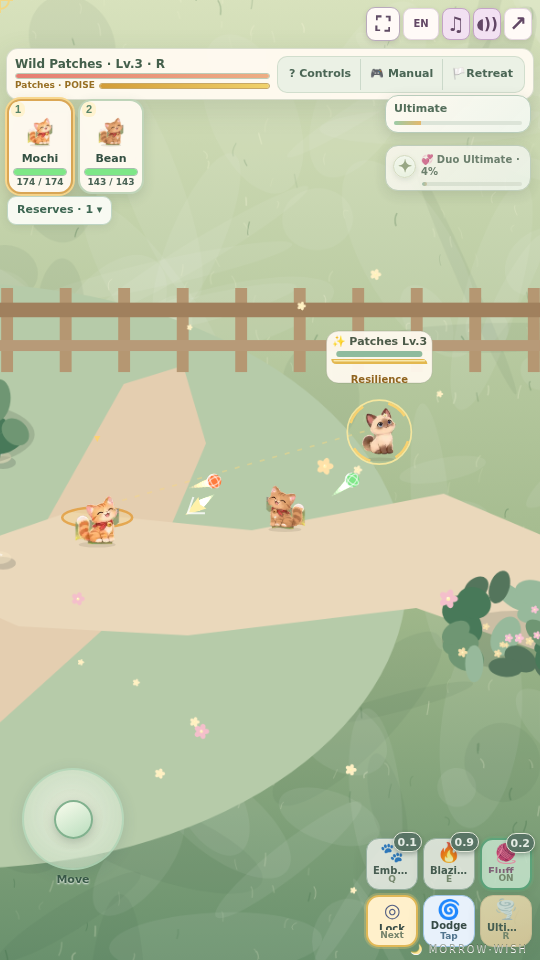 EN
Wild Patches · Lv.3 · R
Patches · POISE
? Controls
🎮 Manual
🏳️Retreat
Ultimate
💞 Duo Ultimate · 4%
1
Mochi
174 / 174
2
Bean
143 / 143
Reserves · 1 ▾
✨ Patches Lv.3
Resilience
Move
0.1
Emb...
Q
0.9
Blazi...
E
0.2
Fluff
ON
Lock
Next
Dodge
Tap
Ulti...
R
🌙 MORROW-WISH